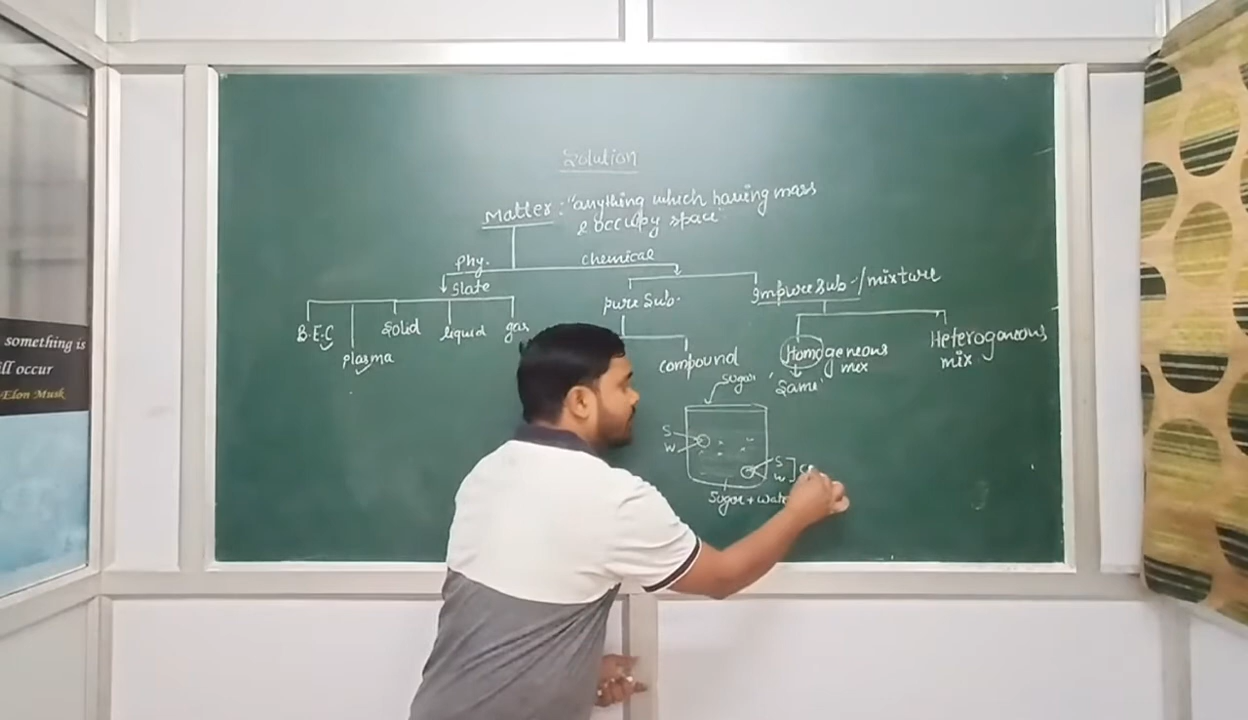 Solution
Matter : "anything which having mass
& occupy space"
Phy. chemical
State
B.E.C solid liquid gas
plasma
pure sub. Impure sub./mixture
compound Homogeneous
mix
Heterogeneous
mix
'Same'
sugar
S
W
S
W
Sugar + wat
something is
ll occur
Elon Musk